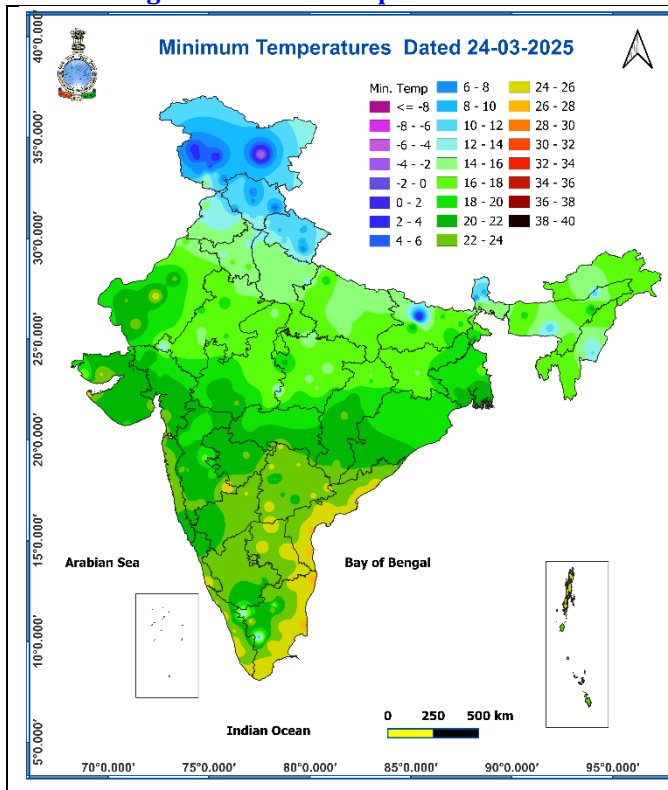 Minimum Temperatures Dated 24-03-2025
Min. Temp
<= -8
-8 - -6
-6 - -4
-4 - -2
-2 - 0
0 - 2
2 - 4
4 - 6
6 - 8
8 - 10
10 - 12
12 - 14
14 - 16
16 - 18
18 - 20
20 - 22
22 - 24
24 - 26
26 - 28
28 - 30
30 - 32
32 - 34
34 - 36
36 - 38
38 - 40
40°0.000'
35°0.000'
30°0.000'
25°0.000'
20°0.000'
15°0.000'
10°0.000'
5°0.000'
Arabian Sea
Bay of Bengal
Indian Ocean
0 250 500 km
70°0.000' 75°0.000' 80°0.000' 85°0.000' 90°0.000' 95°0.000'